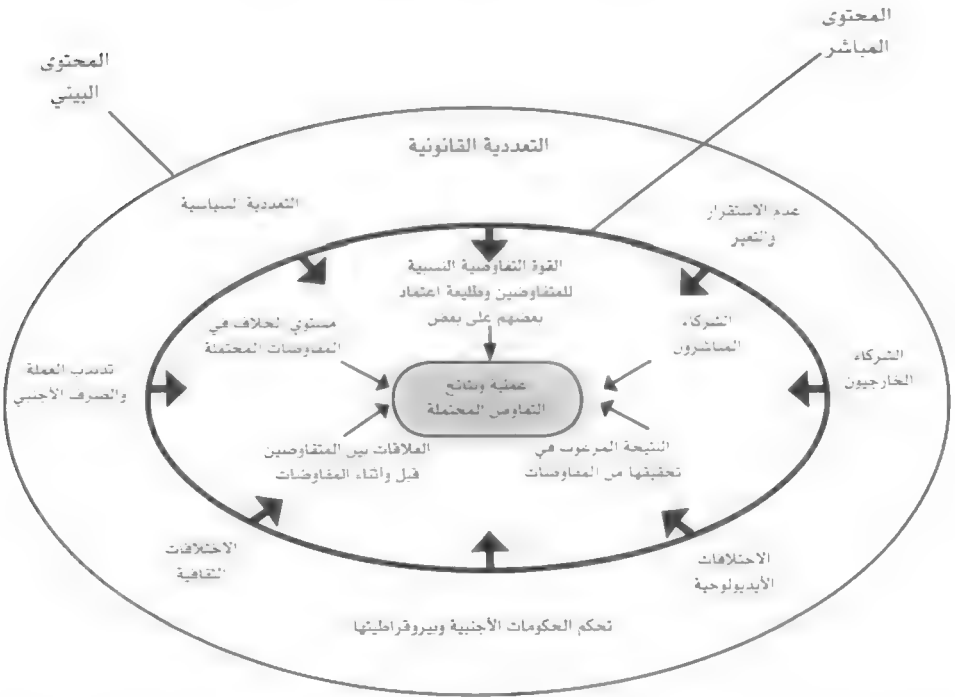 المحتوى
المباشر
المحتوى
البيئي
التعددية القانونية
عدم الاستقرار
والتغير
التعددية السياسية
القوة التفاوضية النسبية
للمتفاوضين وطليعة اعتماد
بعضهم على بعض
الشركاء
المباشرون
مستوى الخلاف في
المفاوضات المحتملة
الشركاء
الخارجيون
تذبذب العملة
والصرف الأجنبي
عملية ونتائج
التفاوض المحتملة
النتيجة المرغوب في
تحقيقها من المفاوضات
العلاقات بين المتفاوضين
قبل وأثناء المفاوضات
الاختلافات
الأيديولوجية
الاختلافات
الثقافية
تحكم الحكومات الأجنبية وبيروقراطيتها